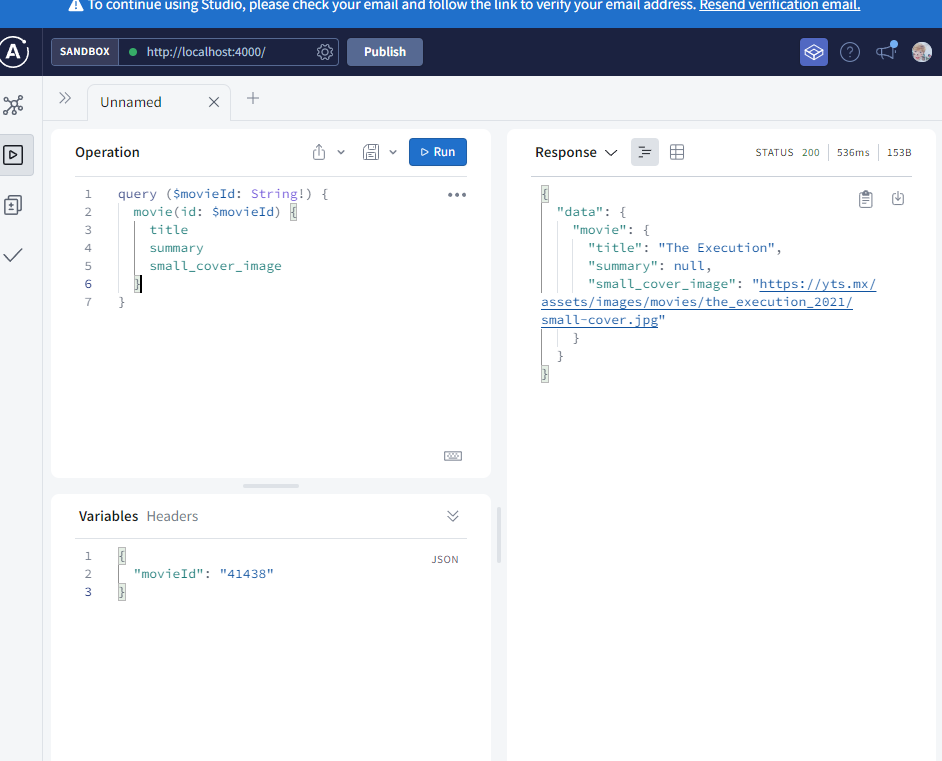 To continue using Studio, please check your email and follow the link to verify your email address. Resend verification email.
A SANDBOX http://localhost:4000/ Publish
Unnamed
Operation
Run
1 query ($movieId: String!) {
2 movie(id: $movieId) {
3 title
4 summary
5 small_cover_image
6 }
7 }
Variables Headers
JSON
1 {
2 "movieId": "41438"
3 }
Response STATUS 200 536ms 153B
{
"data": {
"movie": {
"title": "The Execution",
"summary": null,
"small_cover_image": "https://yts.mx/
assets/images/movies/the_execution_2021/
small-cover.jpg"
}
}
}